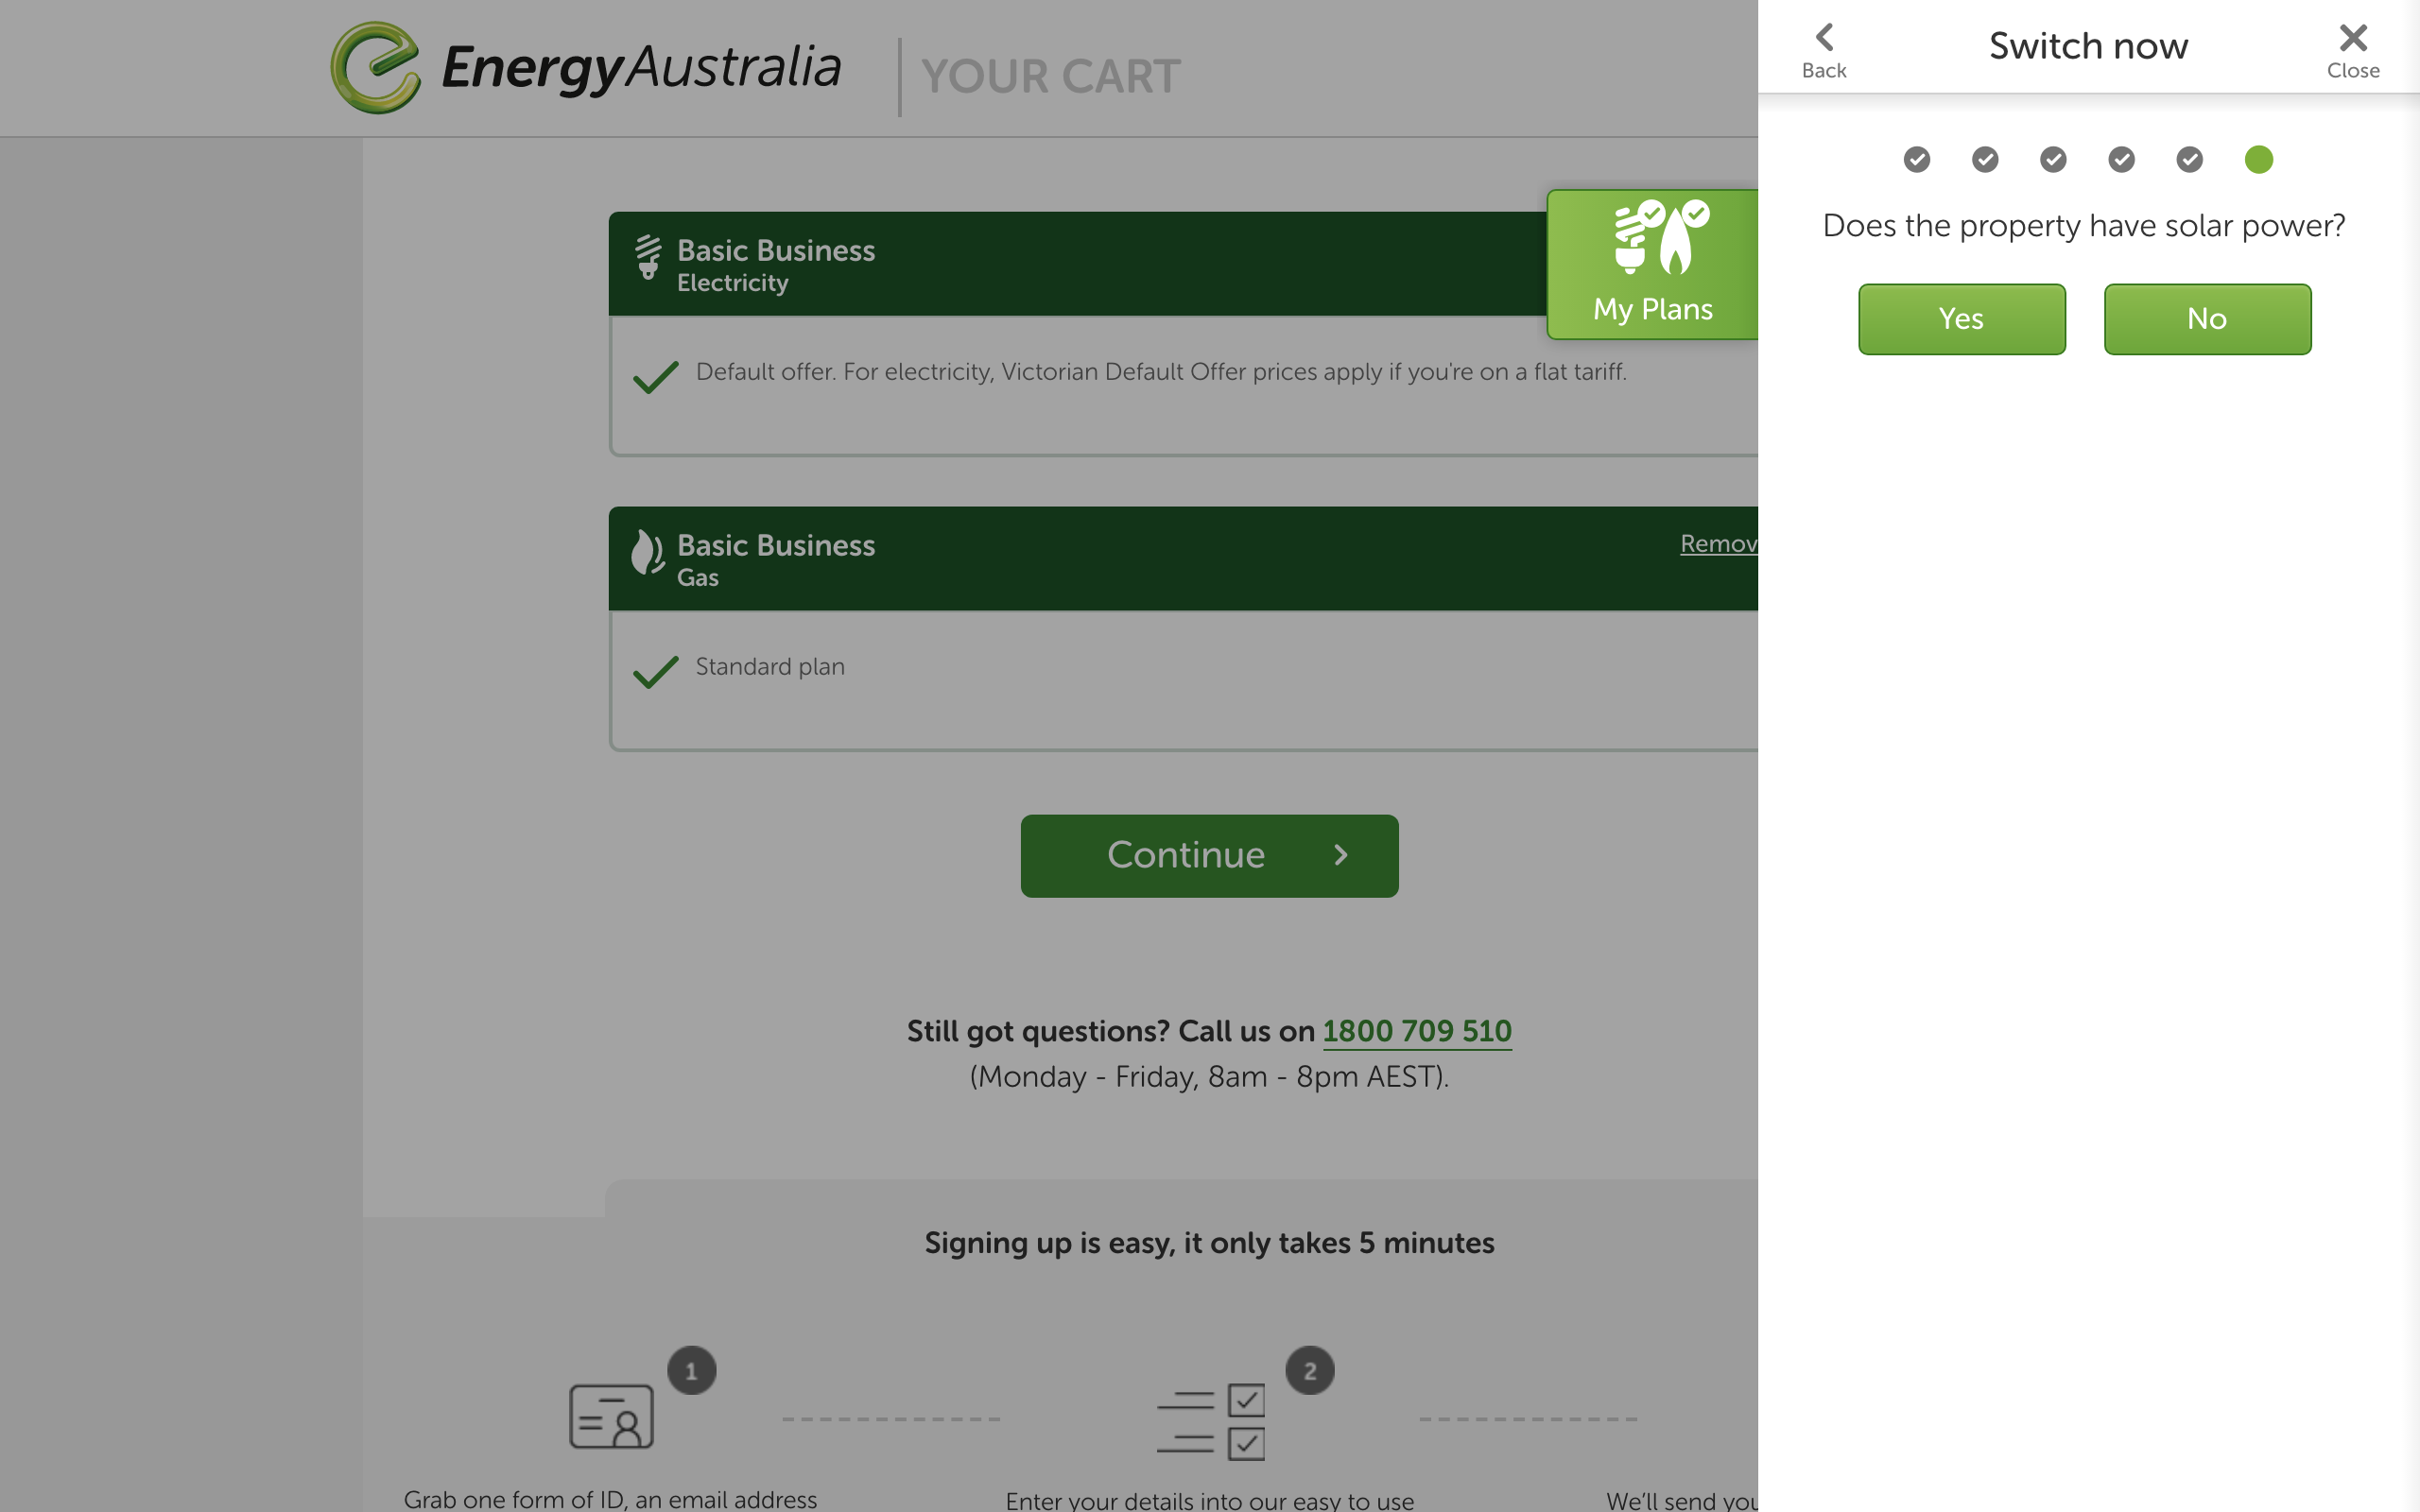 EnergyAustralia
YOUR CART
Basic Business
Electricity
Default offer. For electricity, Victorian Default Offer prices apply if you're on a flat tariff.
My Plans
Basic Business
Gas
Remov
Standard plan
Continue
Still got questions? Call us on 1800 709 510
(Monday - Friday, 8am - 8pm AEST).
Signing up is easy, it only takes 5 minutes
1
2
Grab one form of ID, an email address
Enter your details into our easy to use
We'll send you
Back
Switch now
Close
Does the property have solar power?
Yes
No